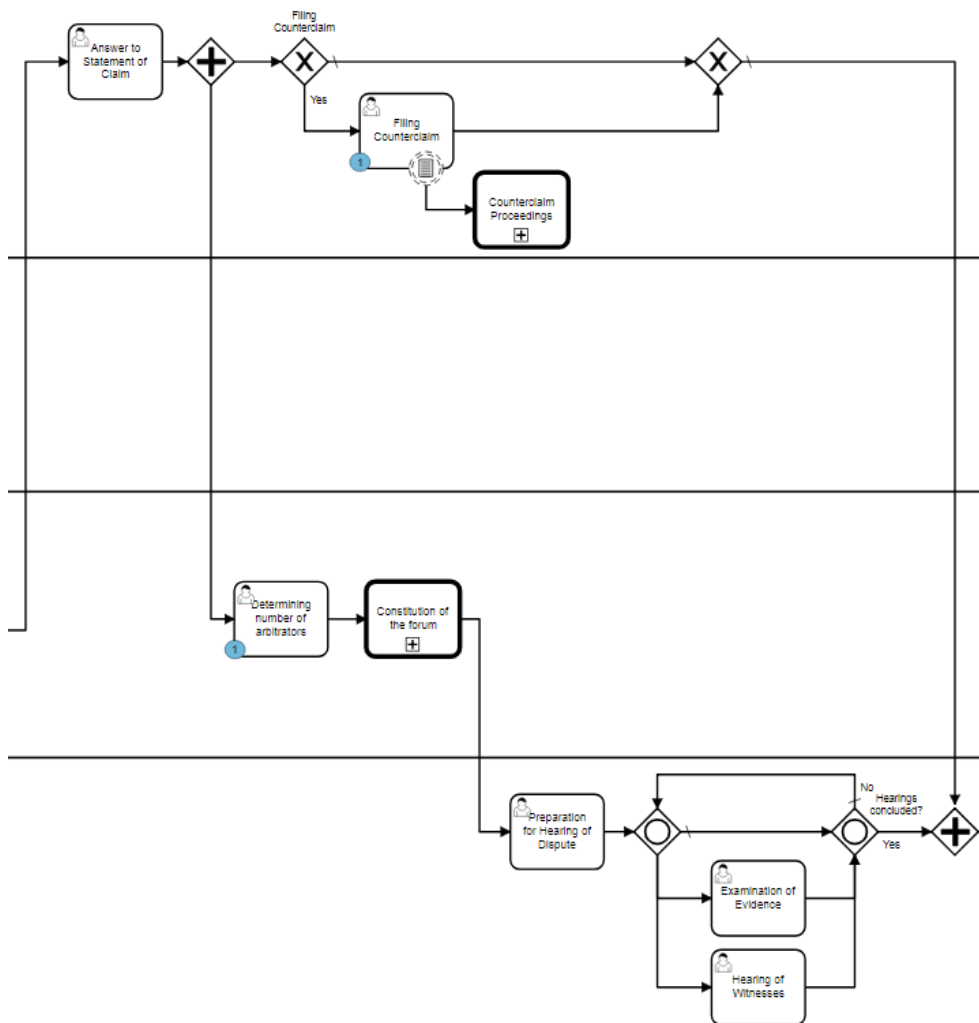 Filing
Counterclaim
Answer to
Statement of
Claim
Yes
Filing
Counterclaim
1
Counterclaim
Proceedings
Determining
number of
arbitrators
1
Constitution of
the forum
Preparation
for Hearing of
Dispute
No
Hearings
concluded?
Yes
Examination of
Evidence
Hearing of
Witnesses